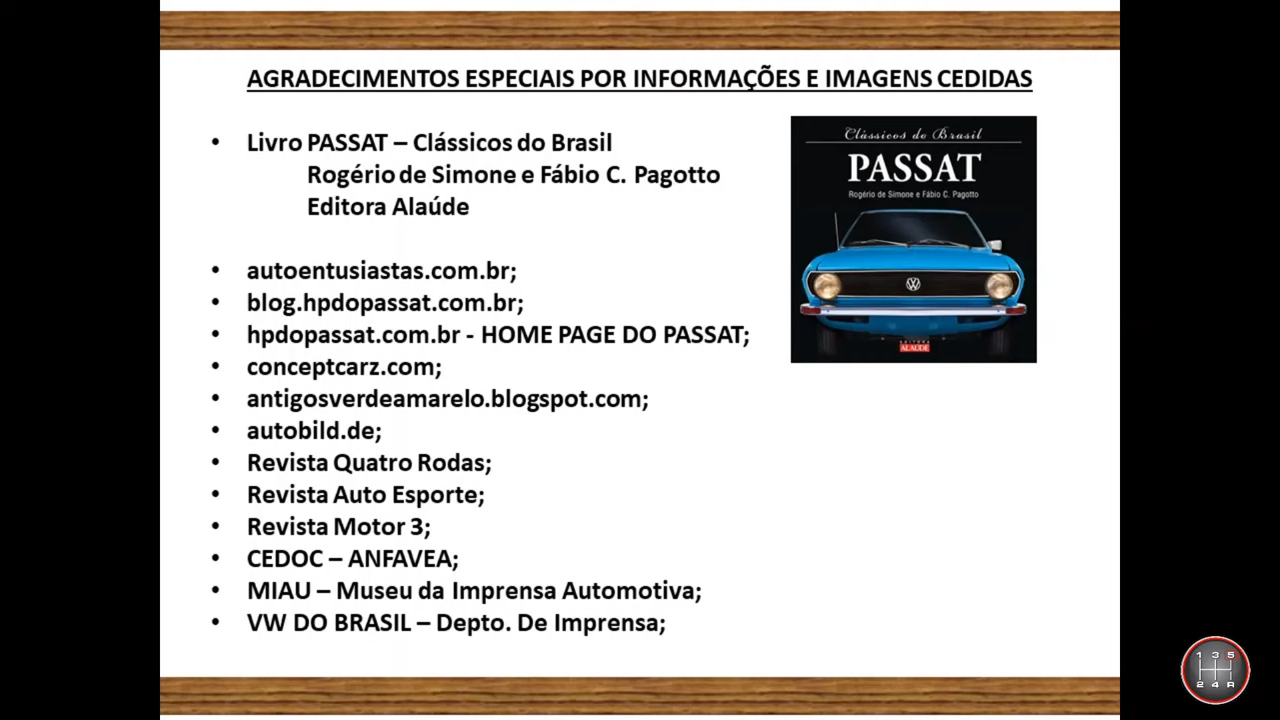 AGRADECIMENTOS ESPECIAIS POR INFORMAÇÕES E IMAGENS CEDIDAS
• Livro PASSAT – Clássicos do Brasil
Rogério de Simone e Fábio C. Pagotto
Editora Alaúde
• autoentusiastas.com.br;
• blog.hpdopassat.com.br;
• hpdopassat.com.br - HOME PAGE DO PASSAT;
• conceptcarz.com;
• antigosverdeamarelo.blogspot.com;
• autobild.de;
• Revista Quatro Rodas;
• Revista Auto Esporte;
• Revista Motor 3;
• CEDOC – ANFAVEA;
• MIAU – Museu da Imprensa Automotiva;
• VW DO BRASIL – Depto. De Imprensa;
Clássicos do Brasil
PASSAT
Rogério de Simone e Fábio C. Pagotto
EDITORA
ALAÚDE
1 3 5
2 4 R